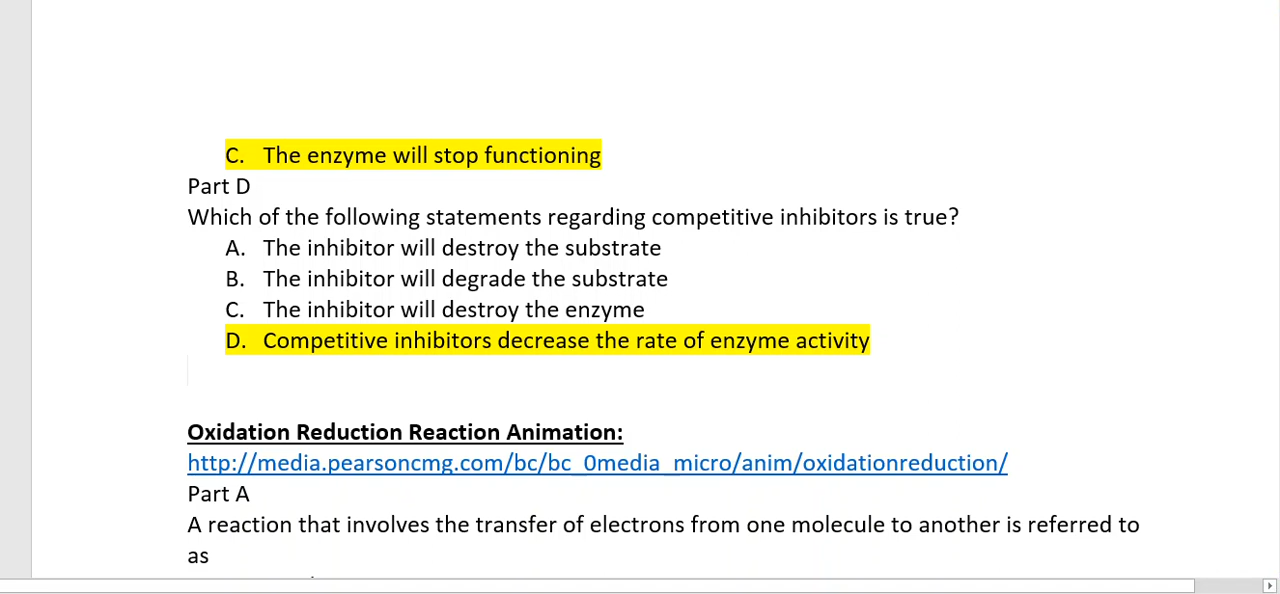 C. The enzyme will stop functioning
Part D
Which of the following statements regarding competitive inhibitors is true?
A. The inhibitor will destroy the substrate
B. The inhibitor will degrade the substrate
C. The inhibitor will destroy the enzyme
D. Competitive inhibitors decrease the rate of enzyme activity
Oxidation Reduction Reaction Animation:
http://media.pearsoncmg.com/bc/bc_0media_micro/anim/oxidationreduction/
Part A
A reaction that involves the transfer of electrons from one molecule to another is referred to
as